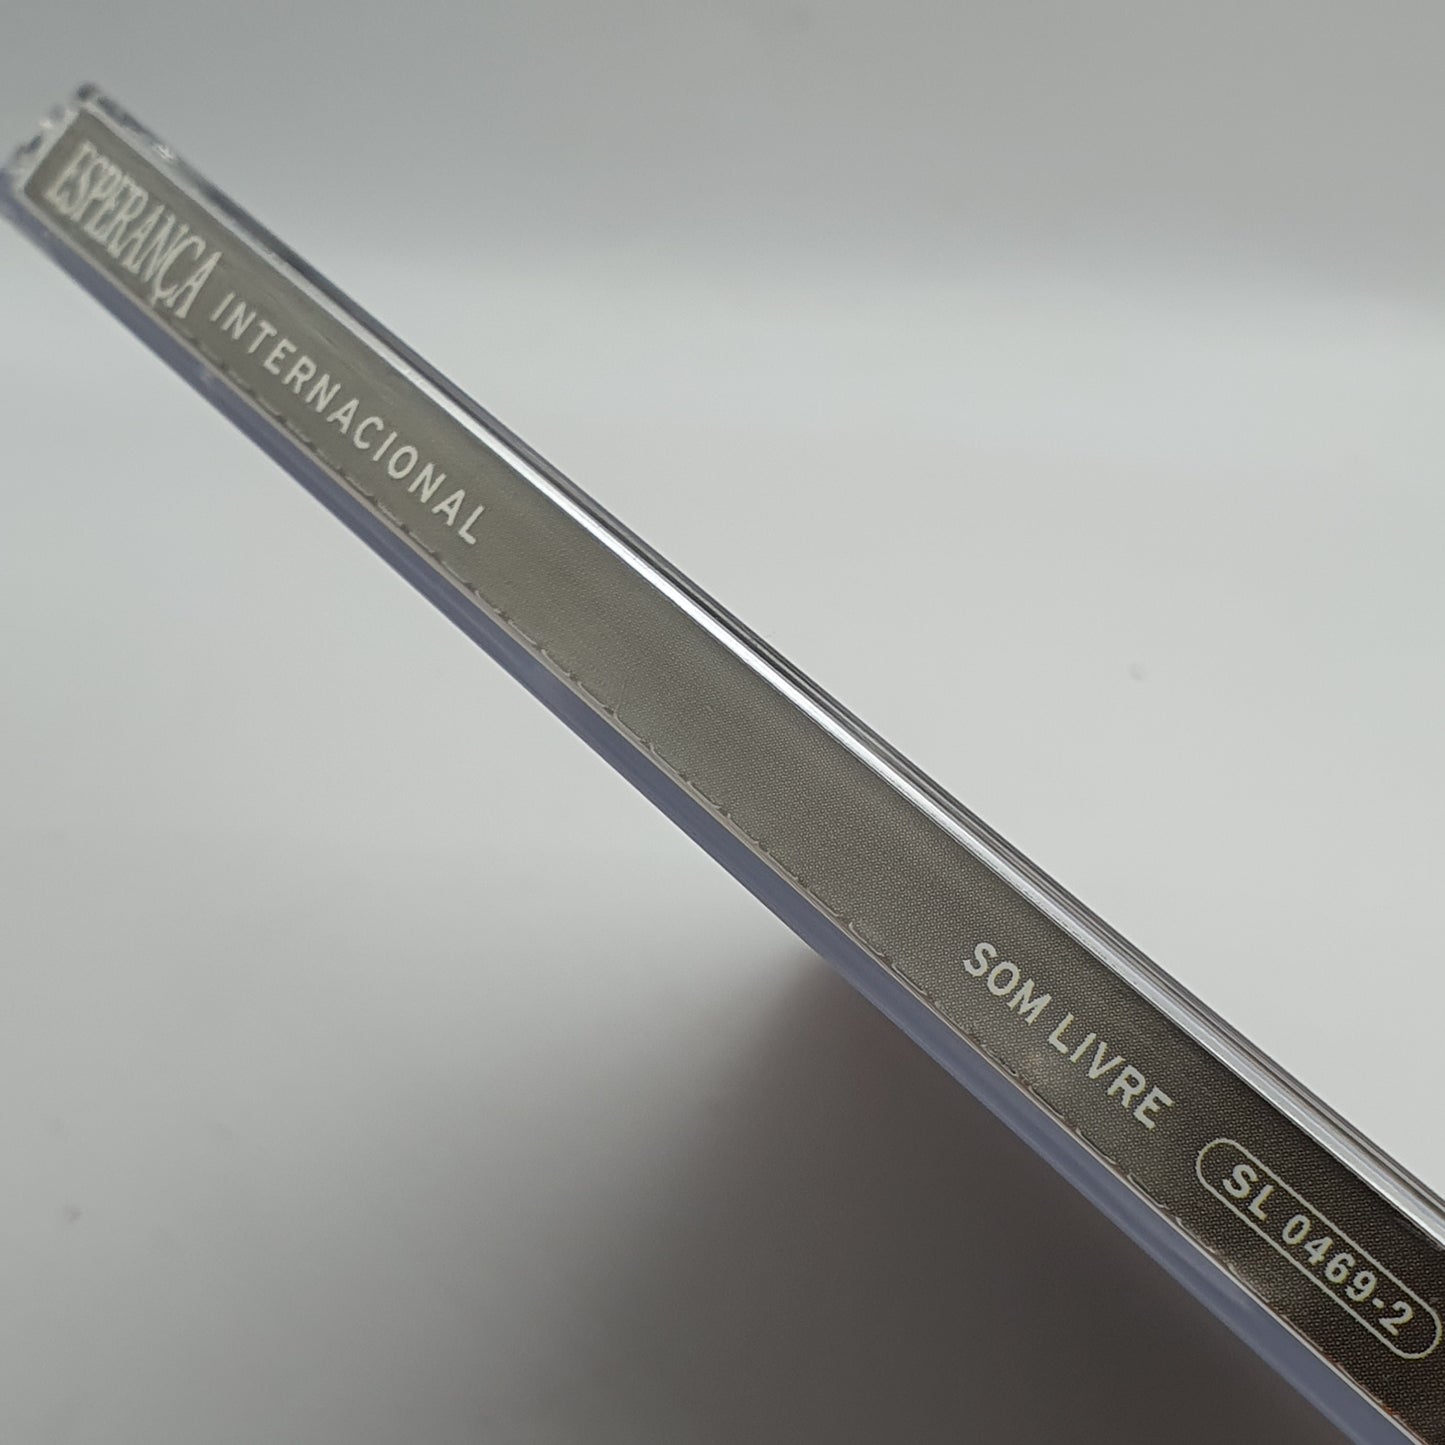 ESPERANÇA INTERNACIONAL SOM LIVRE SL 0469-2